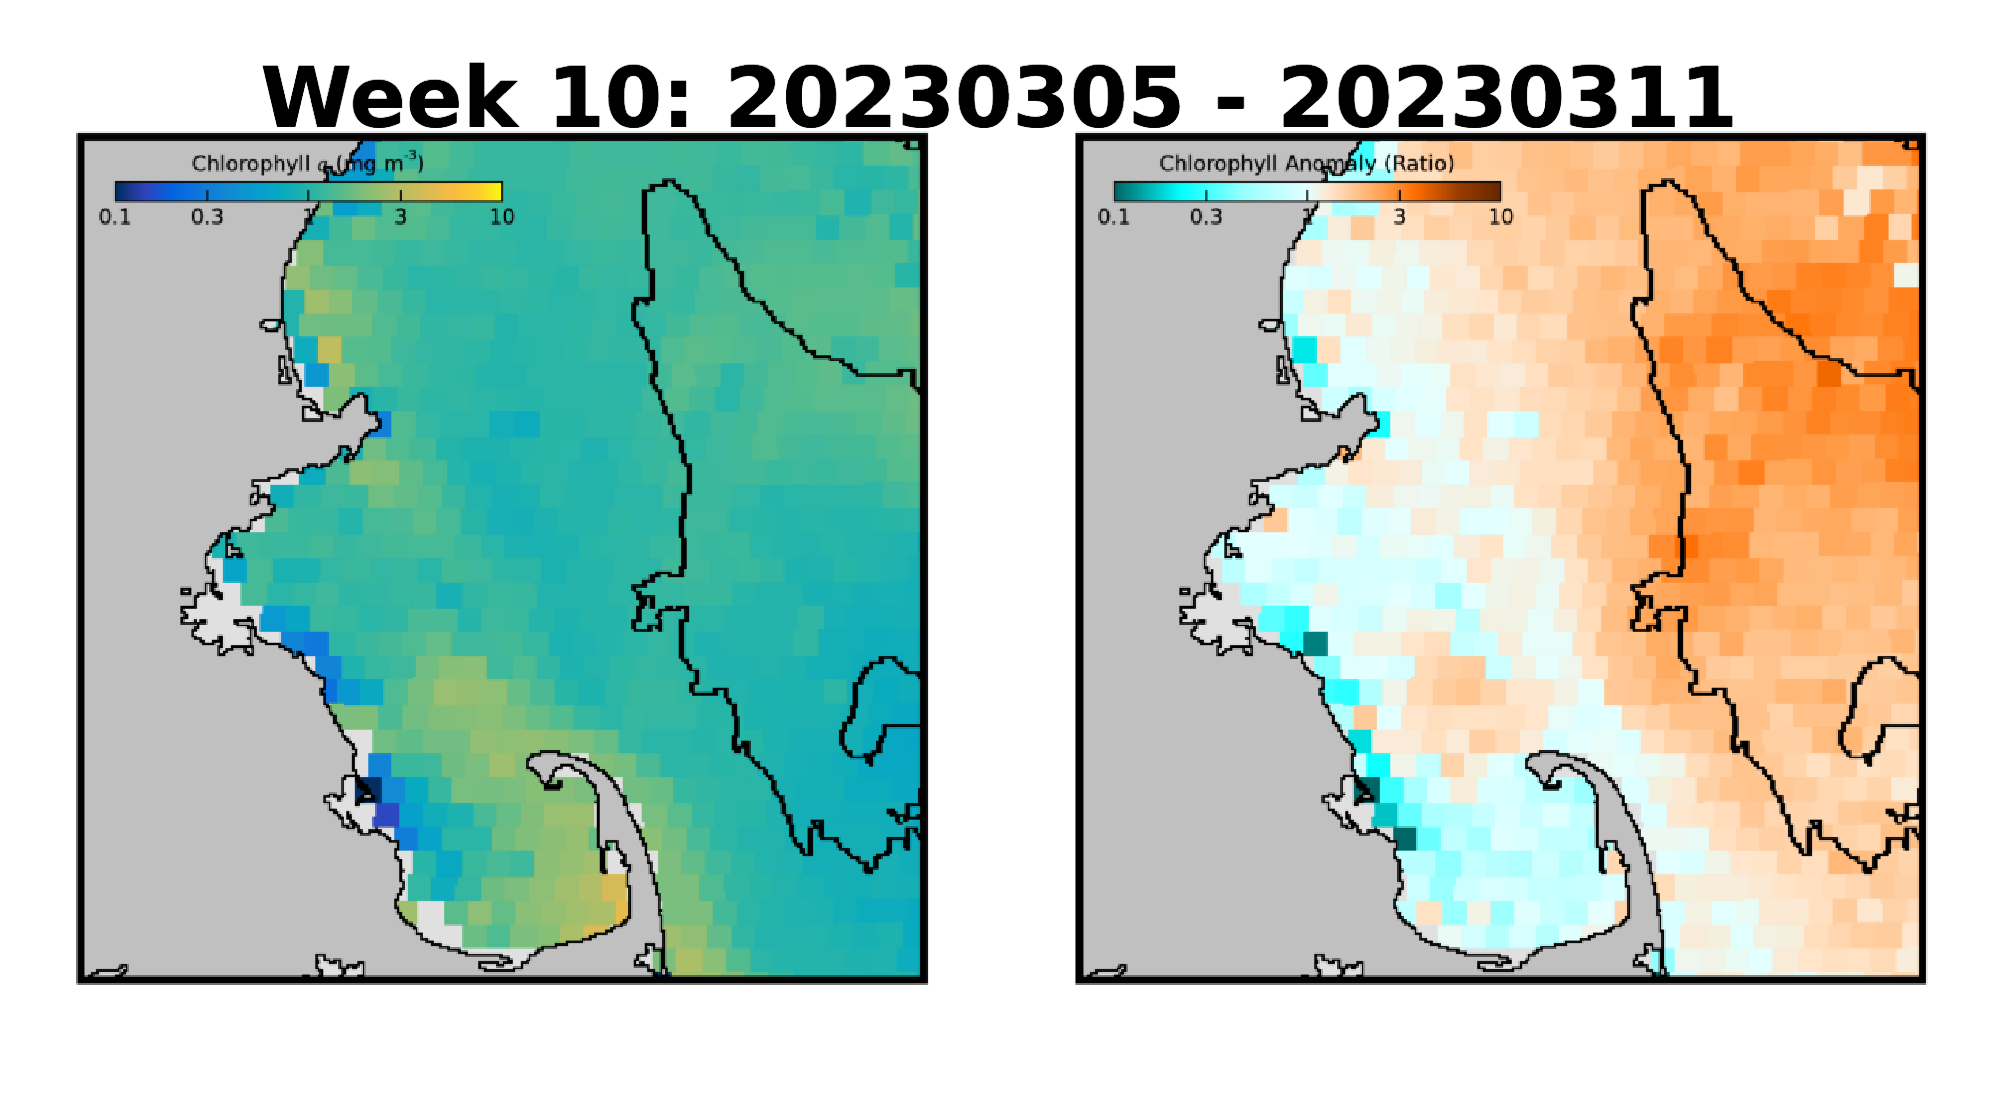 Week 10: 20230305 - 20230311
Chlorophyll a (mg m-3)
0.1 0.3 1 3 10
Chlorophyll Anomaly (Ratio)
0.1 0.3 1 3 10